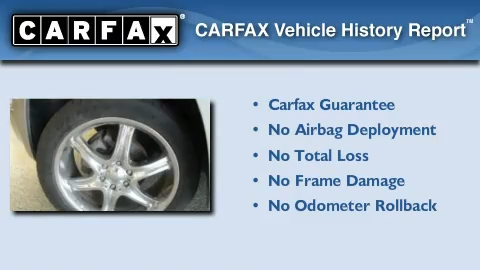 CARFAX® CARFAX Vehicle History Report™
• Carfax Guarantee
• No Airbag Deployment
• No Total Loss
• No Frame Damage
• No Odometer Rollback